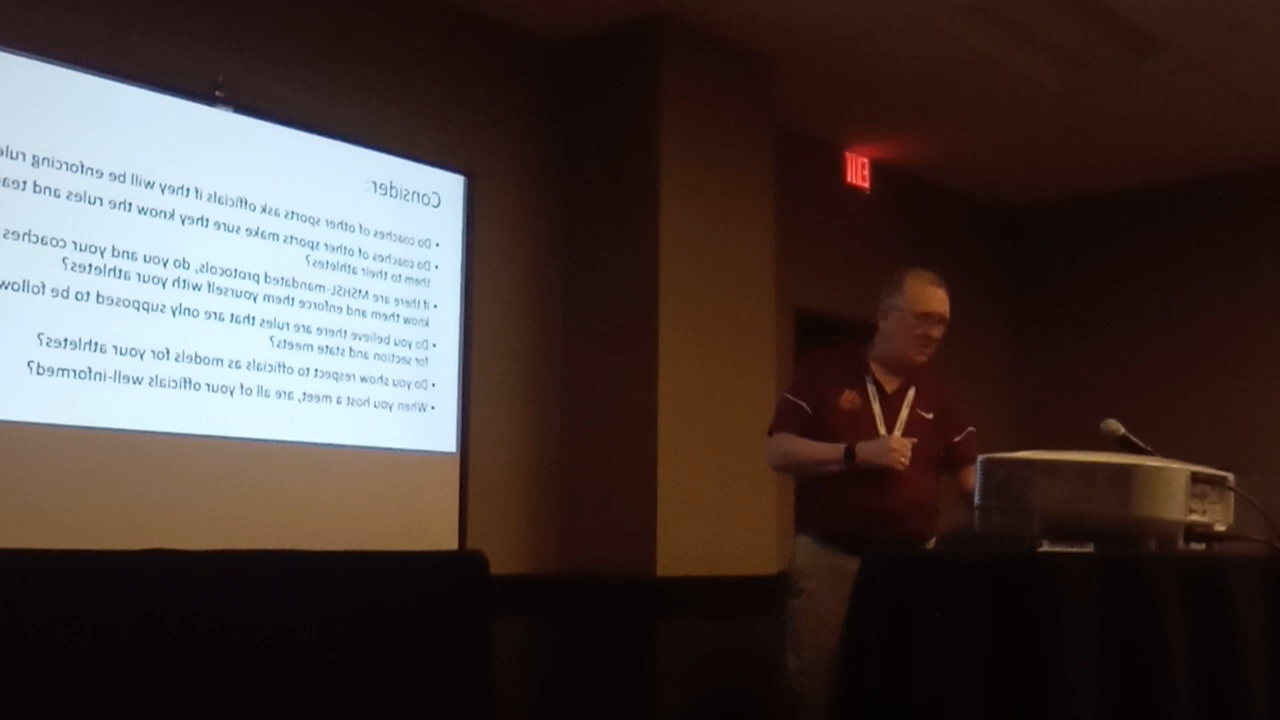 Consider:
• Do coaches of other sports ask officials if they will be enforcing
• Do coaches of other sports make sure they know the rules and
them to their athletes?
• If there are MSHSL-mandated protocols, do you and your coaches
know them and enforce them yourself with your athletes?
• Do you believe there are rules that are only supposed to be
for section and state meets?
• Do you show respect to officials as models for your athletes?
• When you host a meet, are all of your officials well-informed?
EXIT